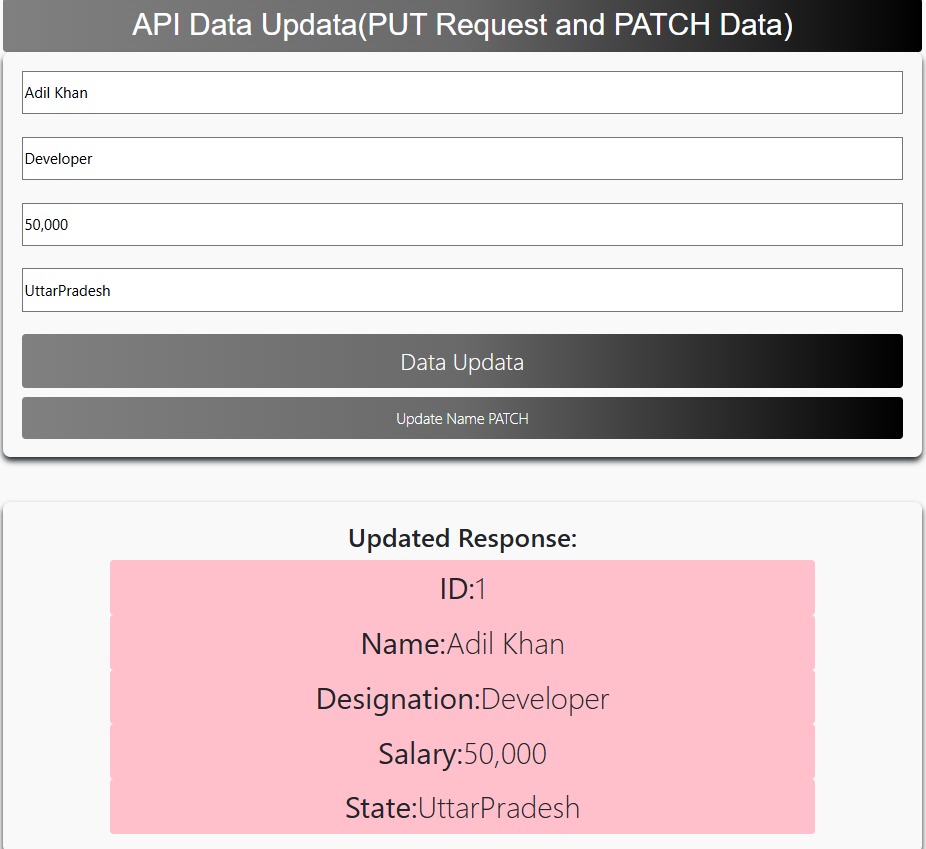 API Data Updata(PUT Request and PATCH Data)
Adil Khan
Developer
50,000
UttarPradesh
Data Updata
Update Name PATCH
Updated Response:
ID:1
Name:Adil Khan
Designation:Developer
Salary:50,000
State:UttarPradesh